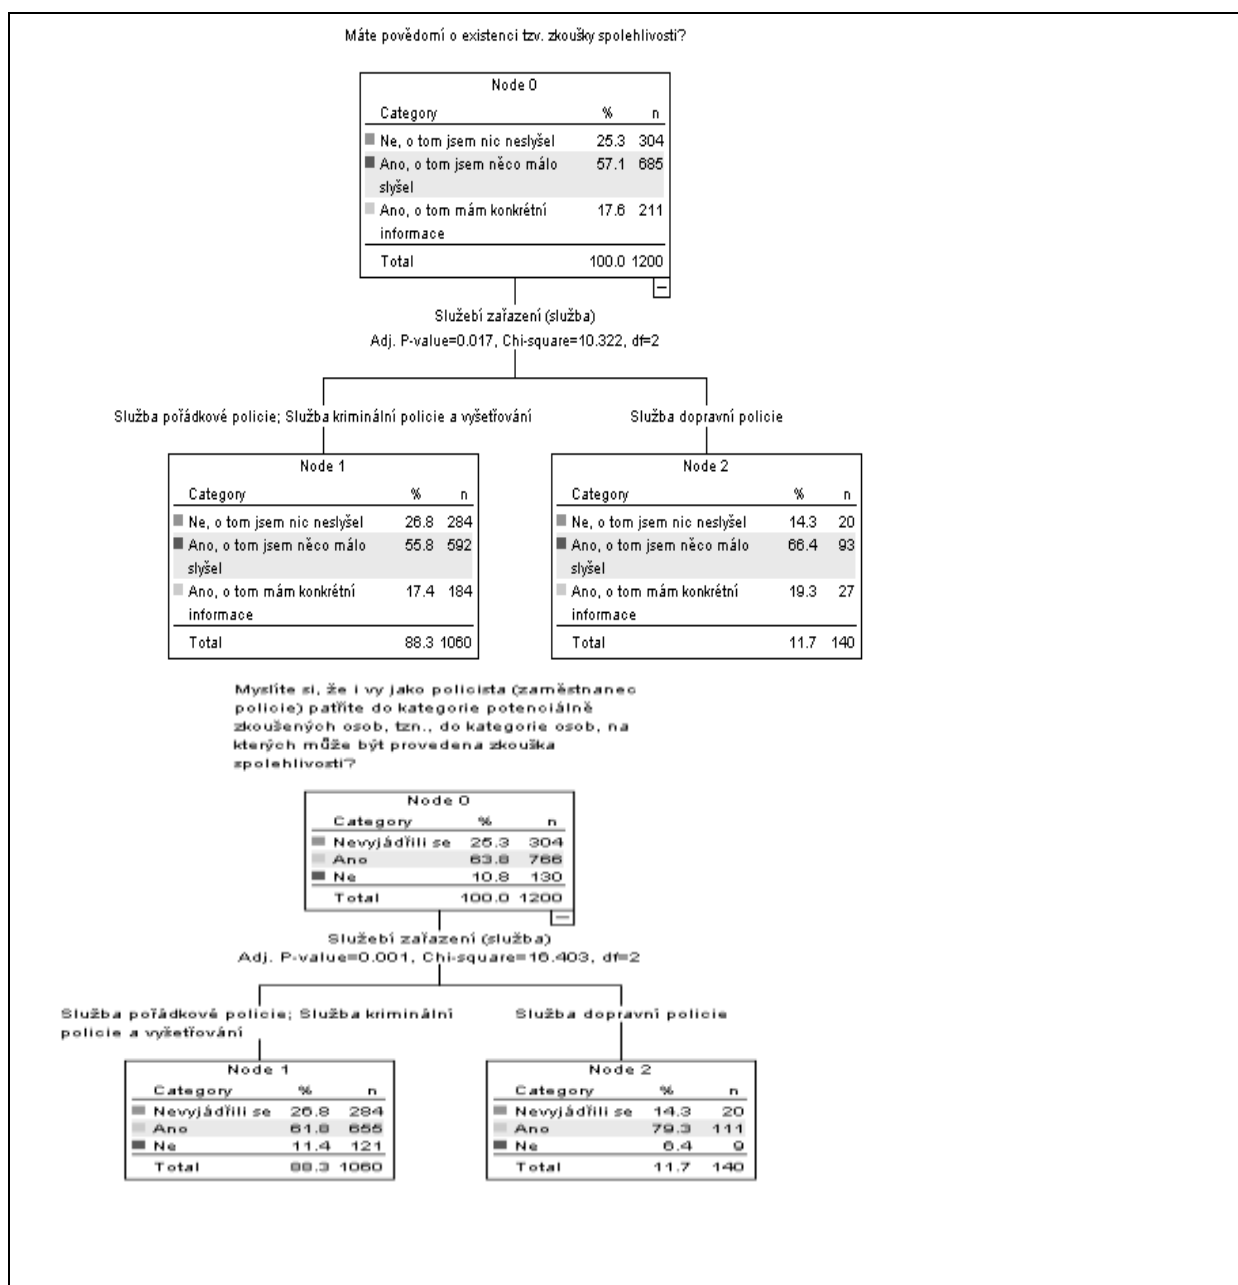 Máte povědomí o existenci tzv. zkoušky spolehlivosti?
Node 0
Category % n
Ne, o tom jsem nic neslyšel 25.3 304
Ano, o tom jsem něco málo 57.1 685
slyšel
Ano, o tom mám konkrétní 17.6 211
informace
Total 100.0 1200
Služebí zařazení (služba)
Adj. P-value=0.017, Chi-square=10.322, df=2
Služba pořádkové policie; Služba kriminální policie a vyšetřování
Služba dopravní policie
Node 1
Category % n
Ne, o tom jsem nic neslyšel 26.8 284
Ano, o tom jsem něco málo 55.8 592
slyšel
Ano, o tom mám konkrétní 17.4 184
informace
Total 88.3 1060
Node 2
Category % n
Ne, o tom jsem nic neslyšel 14.3 20
Ano, o tom jsem něco málo 66.4 93
slyšel
Ano, o tom mám konkrétní 19.3 27
informace
Total 11.7 140
Myslíte si, že i vy jako policista (zaměstnanec
policie) patříte do kategorie potenciálně
zkoušených osob, tzn., do kategorie osob, na
kterých může být provedena zkouška
spolehlivosti?
Node 0
Category % n
Nevyjádřili se 25.3 304
Ano 63.8 766
Ne 10.8 130
Total 100.0 1200
Služebí zařazení (služba)
Adj. P-value=0.001, Chi-square=16.403, df=2
Služba pořádkové policie; Služba kriminální
policie a vyšetřování
Služba dopravní policie
Node 1
Category % n
Nevyjádřili se 26.8 284
Ano 61.8 655
Ne 11.4 121
Total 88.3 1060
Node 2
Category % n
Nevyjádřili se 14.3 20
Ano 79.3 111
Ne 6.4 9
Total 11.7 140